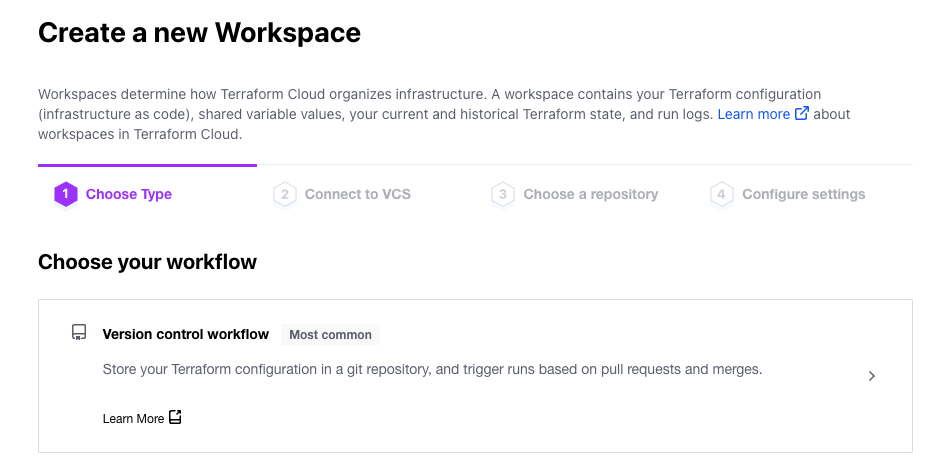 Create a new Workspace
Workspaces determine how Terraform Cloud organizes infrastructure. A workspace contains your Terraform configuration
(infrastructure as code), shared variable values, your current and historical Terraform state, and run logs. Learn more about
workspaces in Terraform Cloud.
1 Choose Type 2 Connect to VCS 3 Choose a repository 4 Configure settings
Choose your workflow
Version control workflow Most common
Store your Terraform configuration in a git repository, and trigger runs based on pull requests and merges.
Learn More